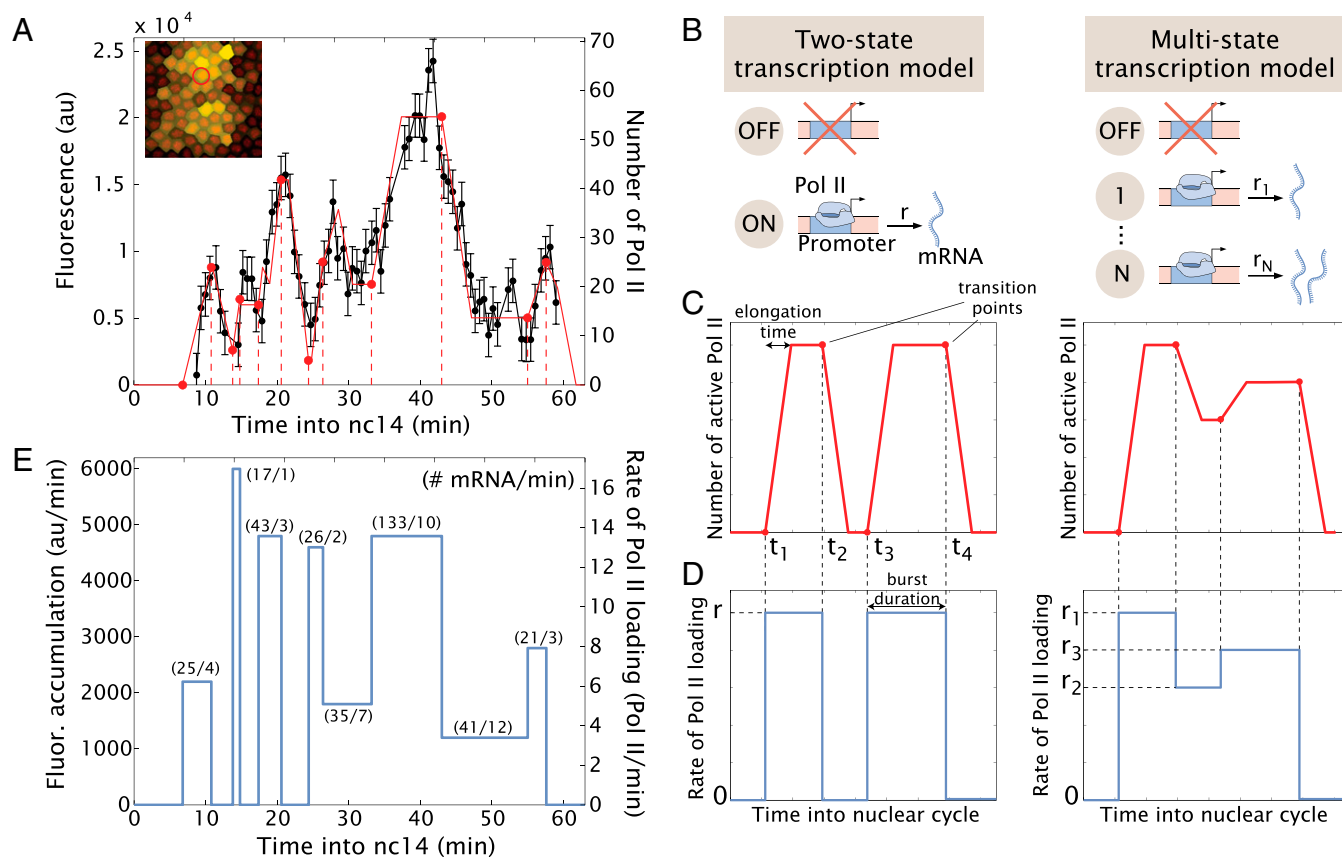 A
x 10⁴
2.5
2
1.5
1
0.5
0
70
60
50
40
30
20
10
0
Fluorescence (au)
Number of Pol II
10
20
30
40
50
60
Time into nc14 (min)
B
Two-state
transcription model
OFF
ON
Pol II
Promoter
r
mRNA
Multi-state
transcription model
OFF
1
r₁
N
r_N
C
elongation
time
transition
points
Number of active Pol II
t₁
t₂
t₃
t₄
Number of active Pol II
D
burst
duration
r
0
Rate of Pol II loading
Time into nuclear cycle
r₁
r₃
r₂
0
Rate of Pol II loading
Time into nuclear cycle
E
6000
5000
4000
3000
2000
1000
0
16
14
12
10
8
6
4
2
0
Fluor. accumulation (au/min)
Rate of Pol II loading (Pol II/min)
(# mRNA/min)
(25/4)
(17/1)
(43/3)
(26/2)
(35/7)
(133/10)
(41/12)
(21/3)
0
10
20
30
40
50
60
Time into nc14 (min)